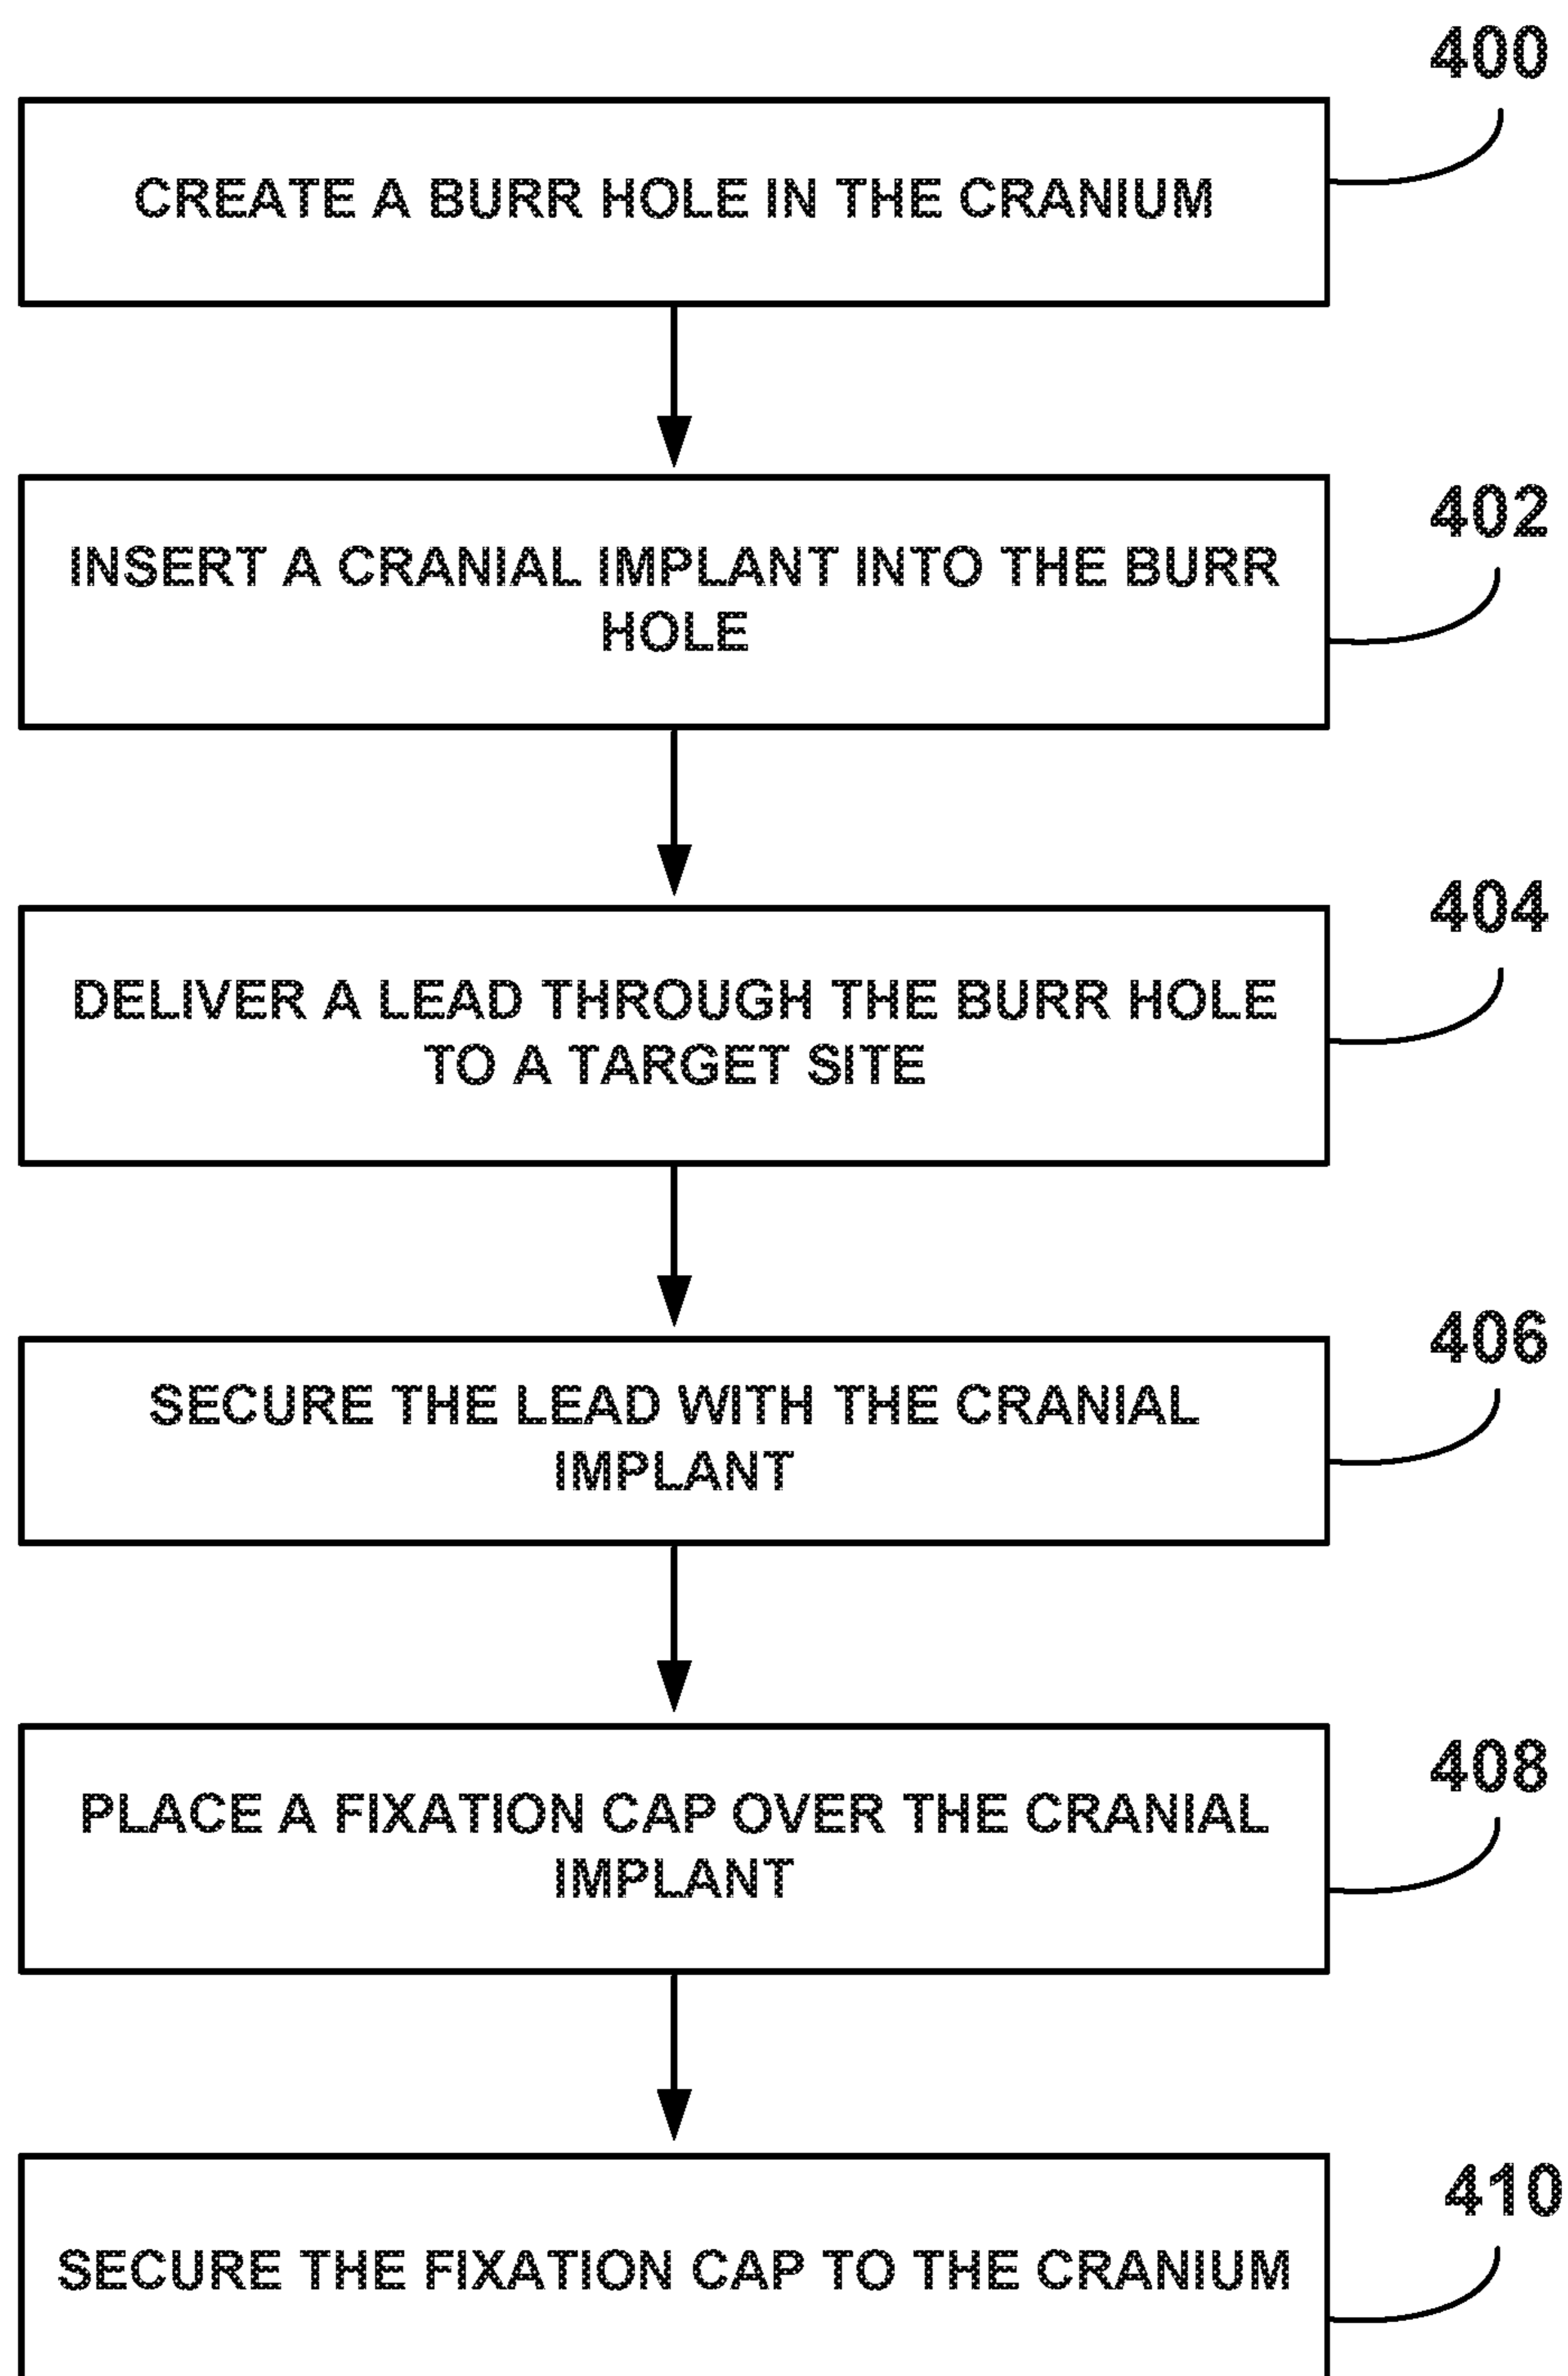 400
CREATE A BURR HOLE IN THE CRANIUM
402
INSERT A CRANIAL IMPLANT INTO THE BURR
HOLE
404
DELIVER A LEAD THROUGH THE BURR HOLE
TO A TARGET SITE
406
SECURE THE LEAD WITH THE CRANIAL
IMPLANT
408
PLACE A FIXATION CAP OVER THE CRANIAL
IMPLANT
410
SECURE THE FIXATION CAP TO THE CRANIUM